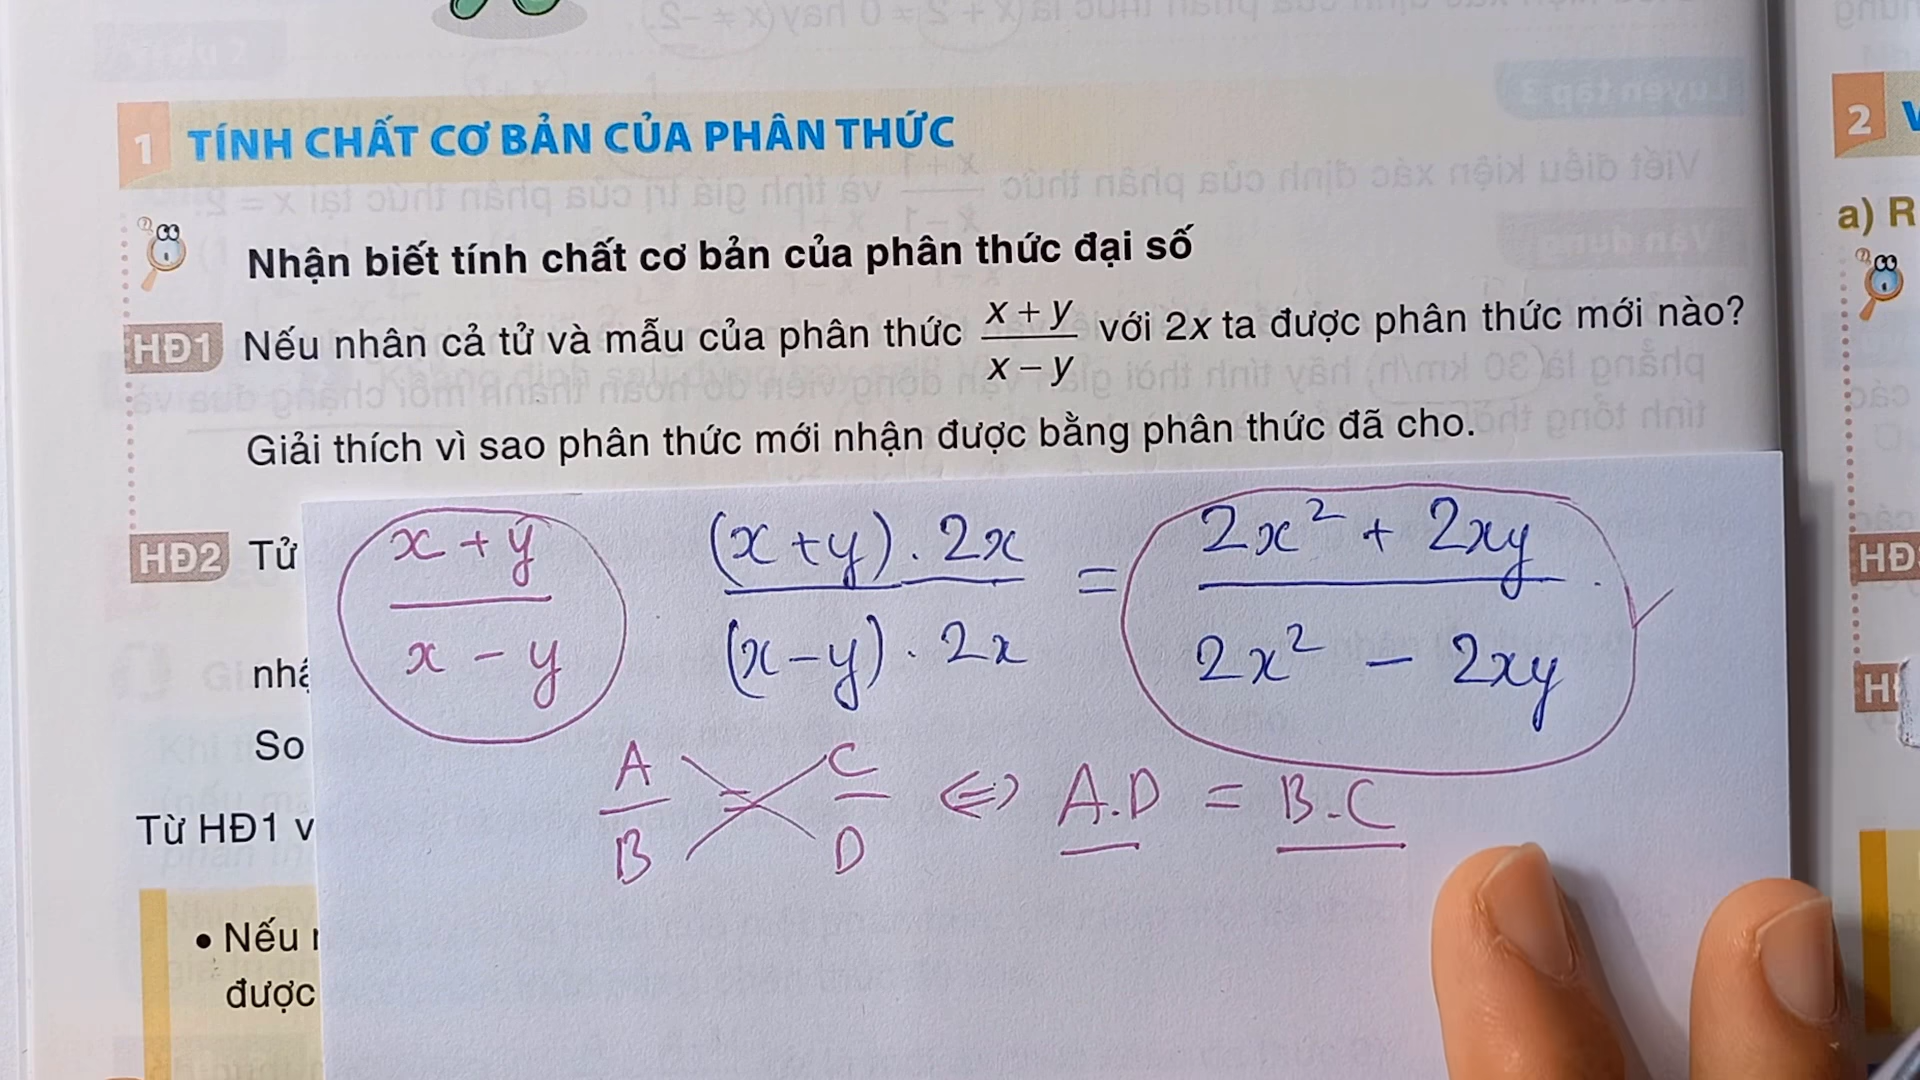 1 TÍNH CHẤT CƠ BẢN CỦA PHÂN THỨC
Nhận biết tính chất cơ bản của phân thức đại số
HĐ1 Nếu nhân cả tử và mẫu của phân thức (x + y)/(x − y) với 2x ta được phân thức mới nào?
Giải thích vì sao phân thức mới nhận được bằng phân thức đã cho.
HĐ2 Tử
(x + y)/(x − y) ((x + y) . 2x)/((x − y) . 2x) = (2x² + 2xy)/(2x² − 2xy) .
nhấ
So
A/B = C/D ⇔ A.D = B.C
Từ HĐ1 v
• Nếu
được
2
a) R
HĐ